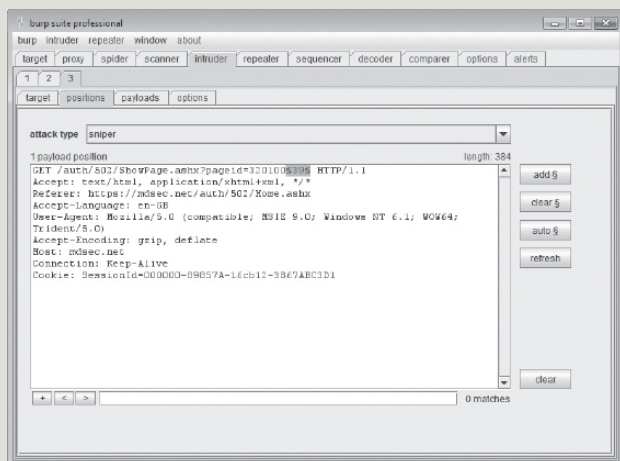 burp suite professional
burp intruder repeater window about
target proxy spider scanner intruder repeater sequencer decoder comparer options alerts
1 2 3
target positions payloads options
attack type sniper
1 payload position length: 384
GET /auth/502/ShowPage.ashx?pageid=320100§39§ HTTP/1.1
Accept: text/html, application/xhtml+xml, */*
Referer: https://mdsec.net/auth/502/Home.ashx
Accept-Language: en-GB
User-Agent: Mozilla/5.0 (compatible; MSIE 9.0; Windows NT 6.1; WOW64;
Trident/5.0)
Accept-Encoding: gzip, deflate
Host: mdsec.net
Connection: Keep-Alive
Cookie: SessionId=000000-89857A-16cb12-3867ABC3D1
add §
clear §
auto §
refresh
clear
+ < > 0 matches